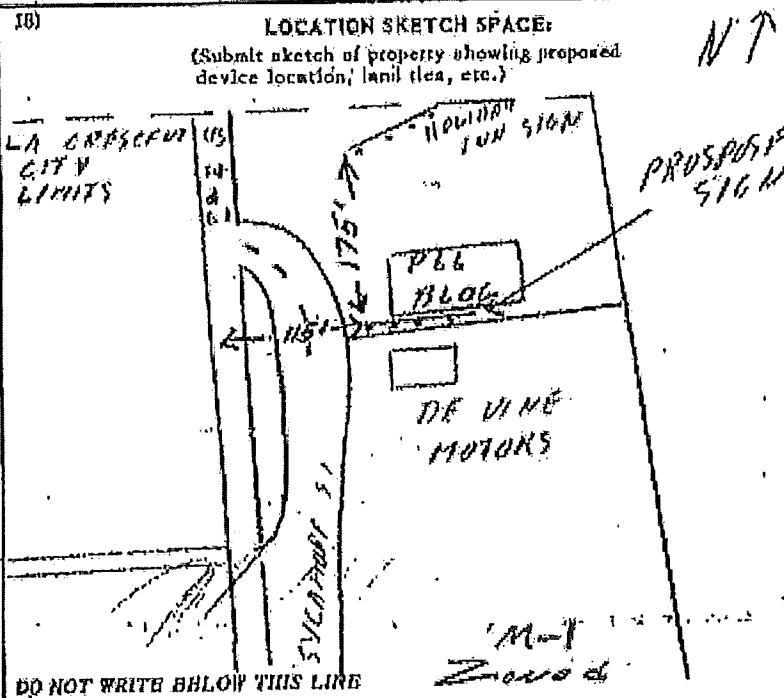 18)
LOCATION SKETCH SPACE:
(Submit sketch of property showing proposed
device location, land ties, etc.)
N
LA CRESCENT
CITY
LIMITS
US
HOLIDAY
INN SIGN
PROSPOSED
SIGN
175'
P&L
BLDG.
115'
DE VINE
MOTORS
SYCAMORE ST
M-1
Zoned
DO NOT WRITE BELOW THIS LINE